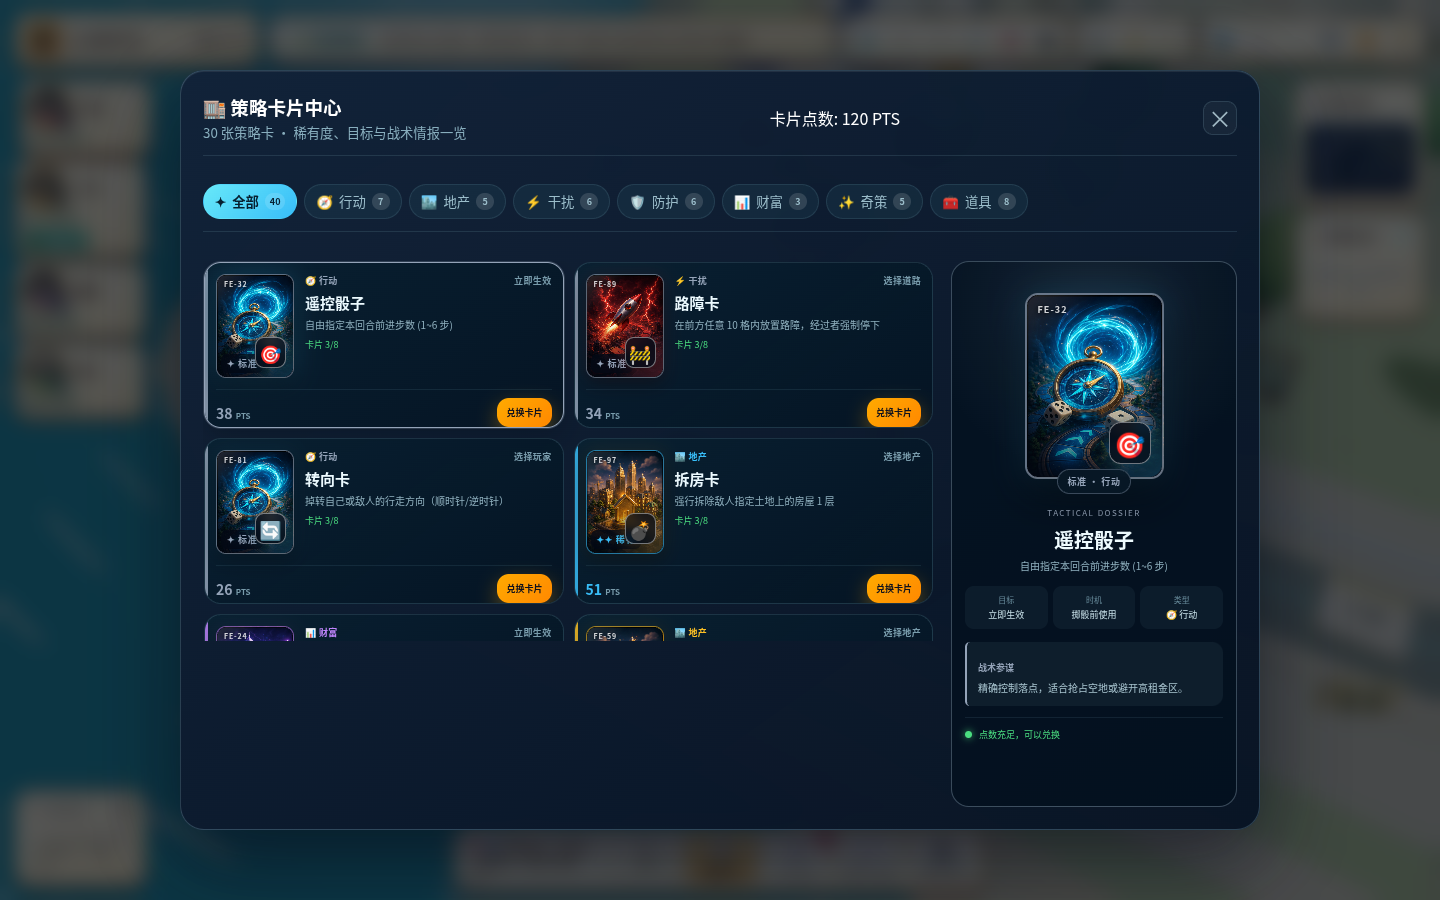 策略卡片中心
30 张策略卡 · 稀有度、目标与战术情报一览
卡片点数: 120 PTS
全部 40
行动 7
地产 5
干扰 6
防护 6
财富 3
奇策 5
道具 8
FE-32
标准
行动
立即生效
遥控骰子
自由指定本回合前进步数 (1~6 步)
卡片 3/8
38 PTS
兑换卡片
FE-89
标准
干扰
选择道路
路障卡
在前方任意 10 格内放置路障，经过者强制停下
卡片 3/8
34 PTS
兑换卡片
FE-81
标准
行动
选择玩家
转向卡
掉转自己或敌人的行走方向（顺时针/逆时针）
卡片 3/8
26 PTS
兑换卡片
FE-97
稀
地产
选择地产
拆房卡
强行拆除敌人指定土地上的房屋 1 层
卡片 3/8
51 PTS
兑换卡片
FE-24
财富
立即生效
FE-59
地产
选择地产
FE-32
标准 · 行动
TACTICAL DOSSIER
遥控骰子
自由指定本回合前进步数 (1~6 步)
目标
立即生效
时机
掷骰前使用
类型
行动
战术参谋
精确控制落点，适合抢占空地或避开高租金区。
点数充足，可以兑换